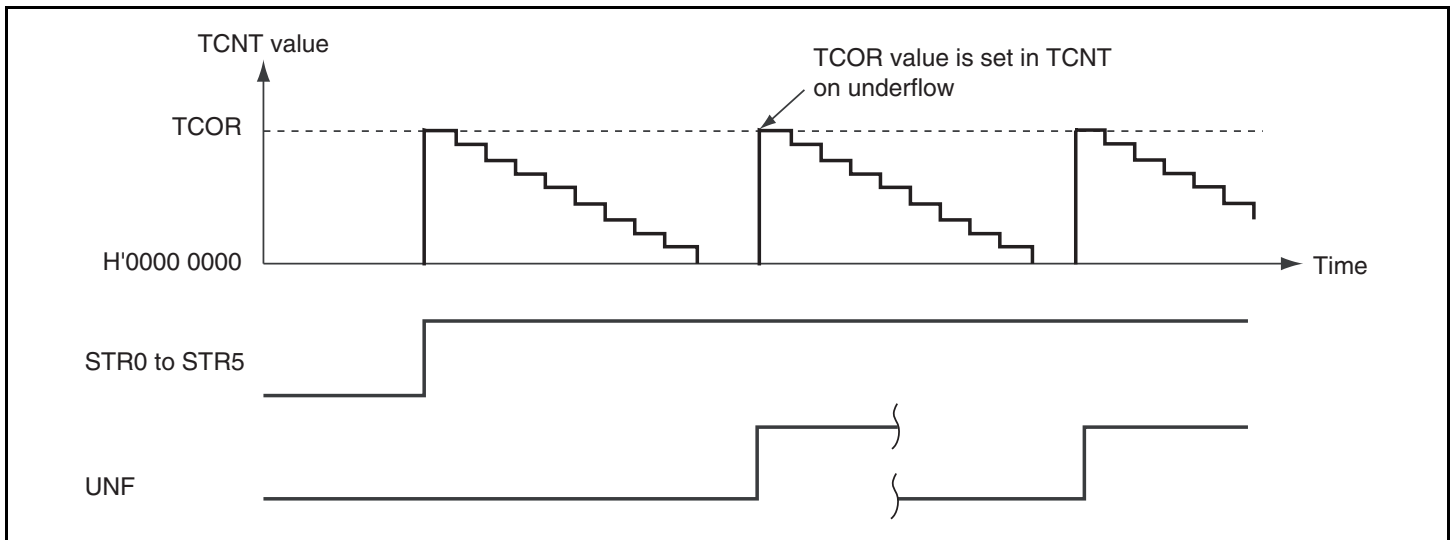 TCNT value
TCOR value is set in TCNT
on underflow
TCOR
H'0000 0000
Time
STR0 to STR5
UNF